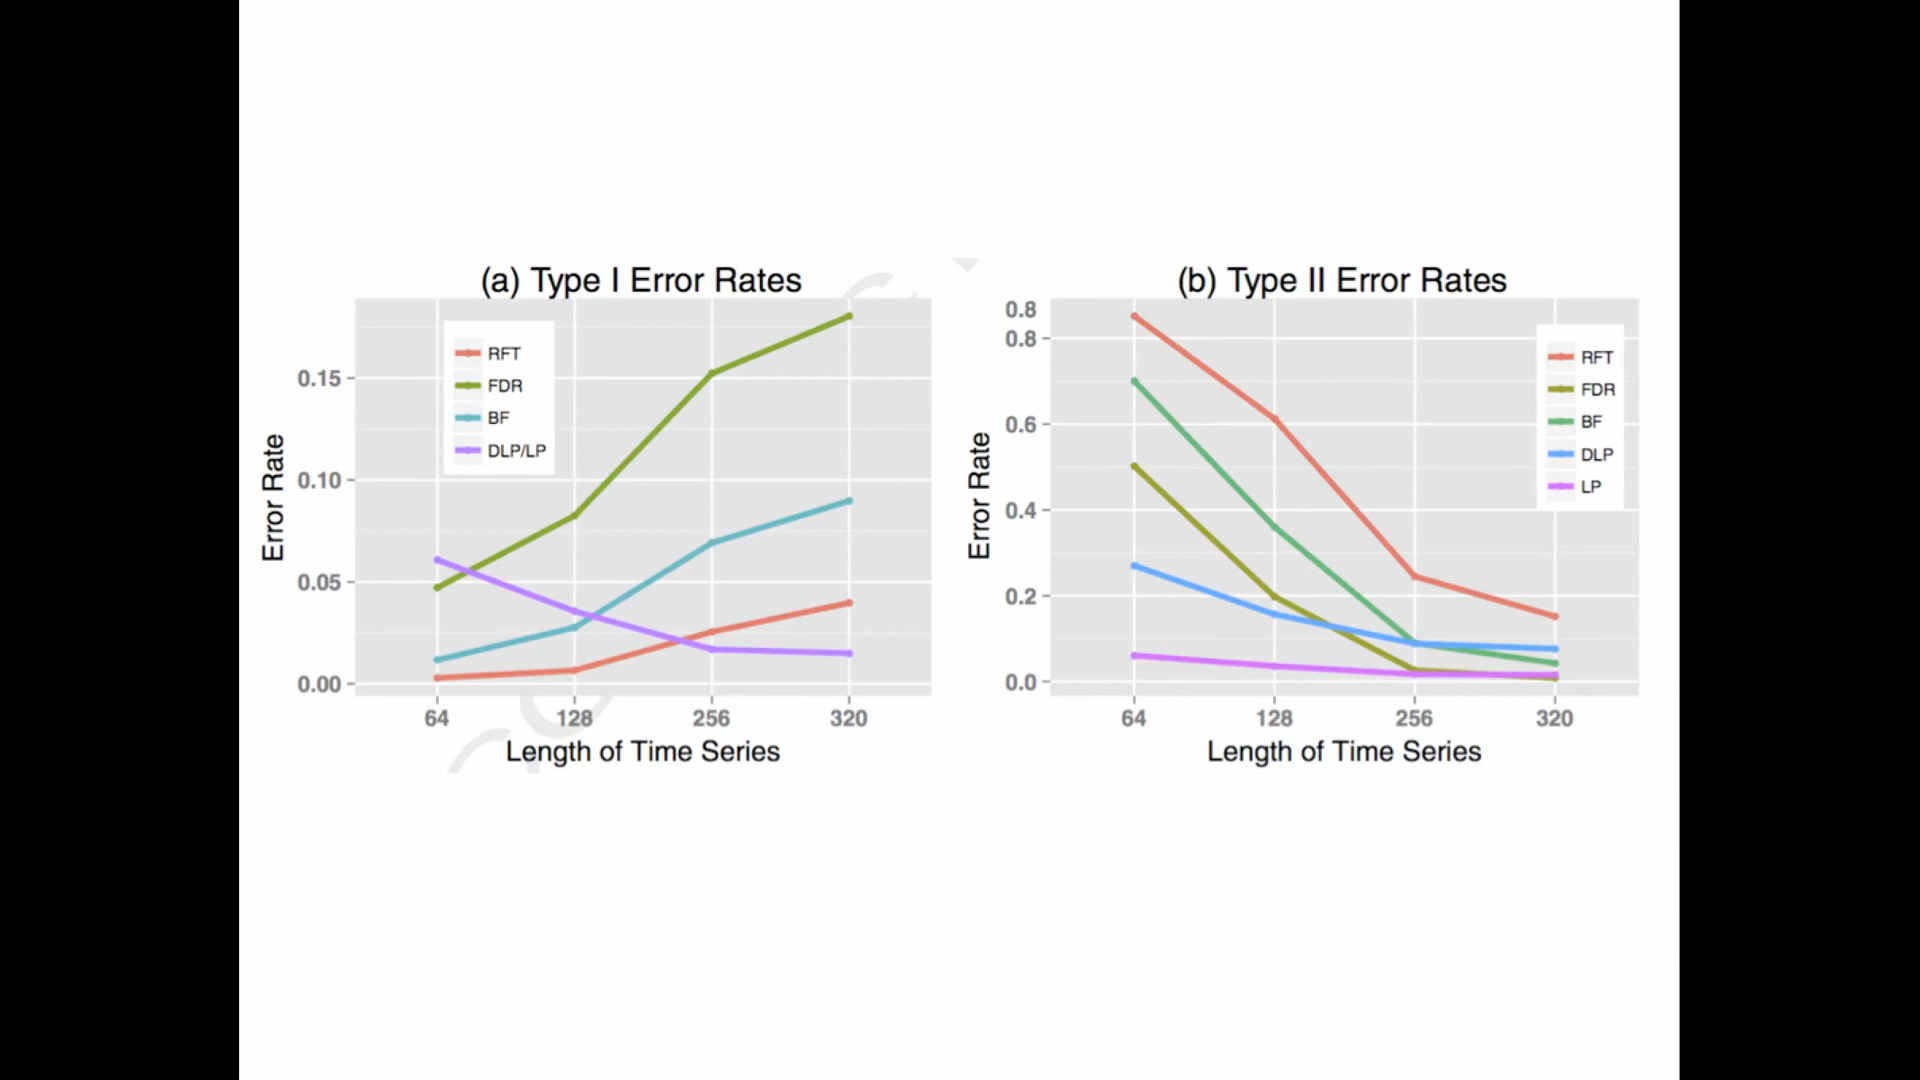 (a) Type I Error Rates
RFT
FDR
BF
DLP/LP
0.15
0.10
0.05
0.00
Error Rate
64 128 256 320
Length of Time Series
(b) Type II Error Rates
0.8
0.8
0.6
0.4
0.2
0.0
RFT
FDR
BF
DLP
LP
Error Rate
64 128 256 320
Length of Time Series